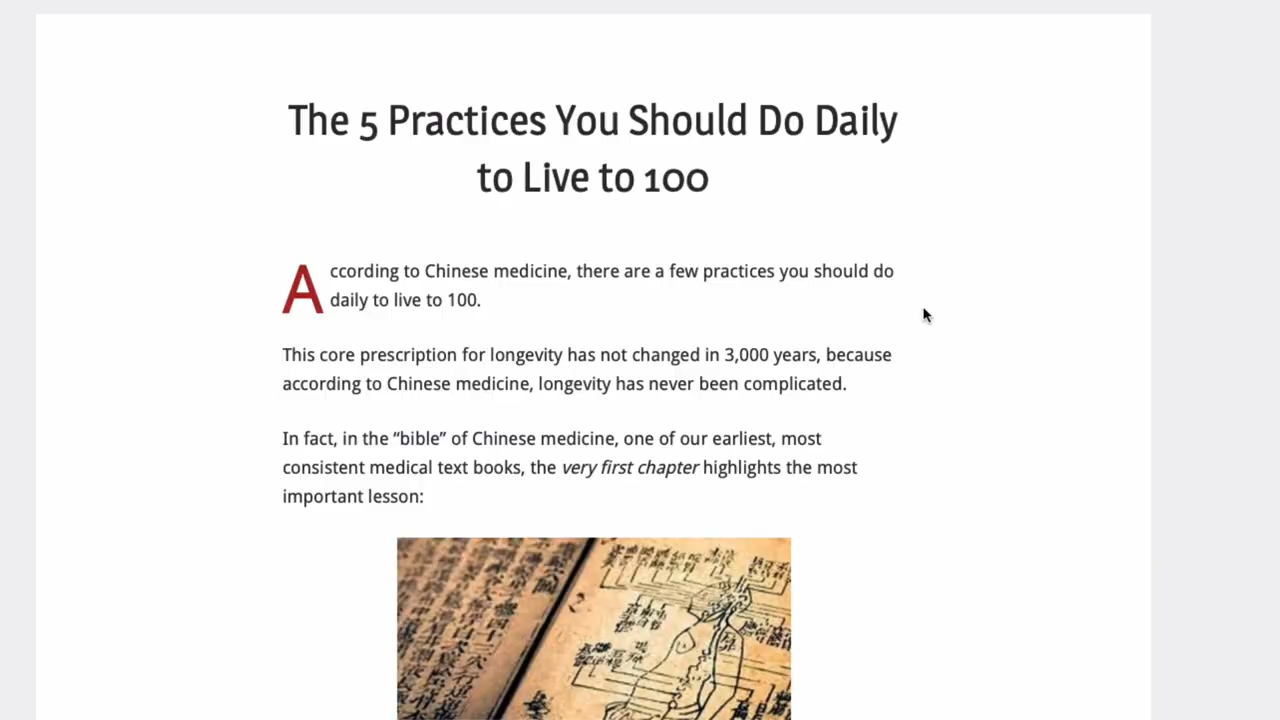 The 5 Practices You Should Do Daily
to Live to 100
According to Chinese medicine, there are a few practices you should do
daily to live to 100.
This core prescription for longevity has not changed in 3,000 years, because
according to Chinese medicine, longevity has never been complicated.
In fact, in the “bible” of Chinese medicine, one of our earliest, most
consistent medical text books, the very first chapter highlights the most
important lesson: